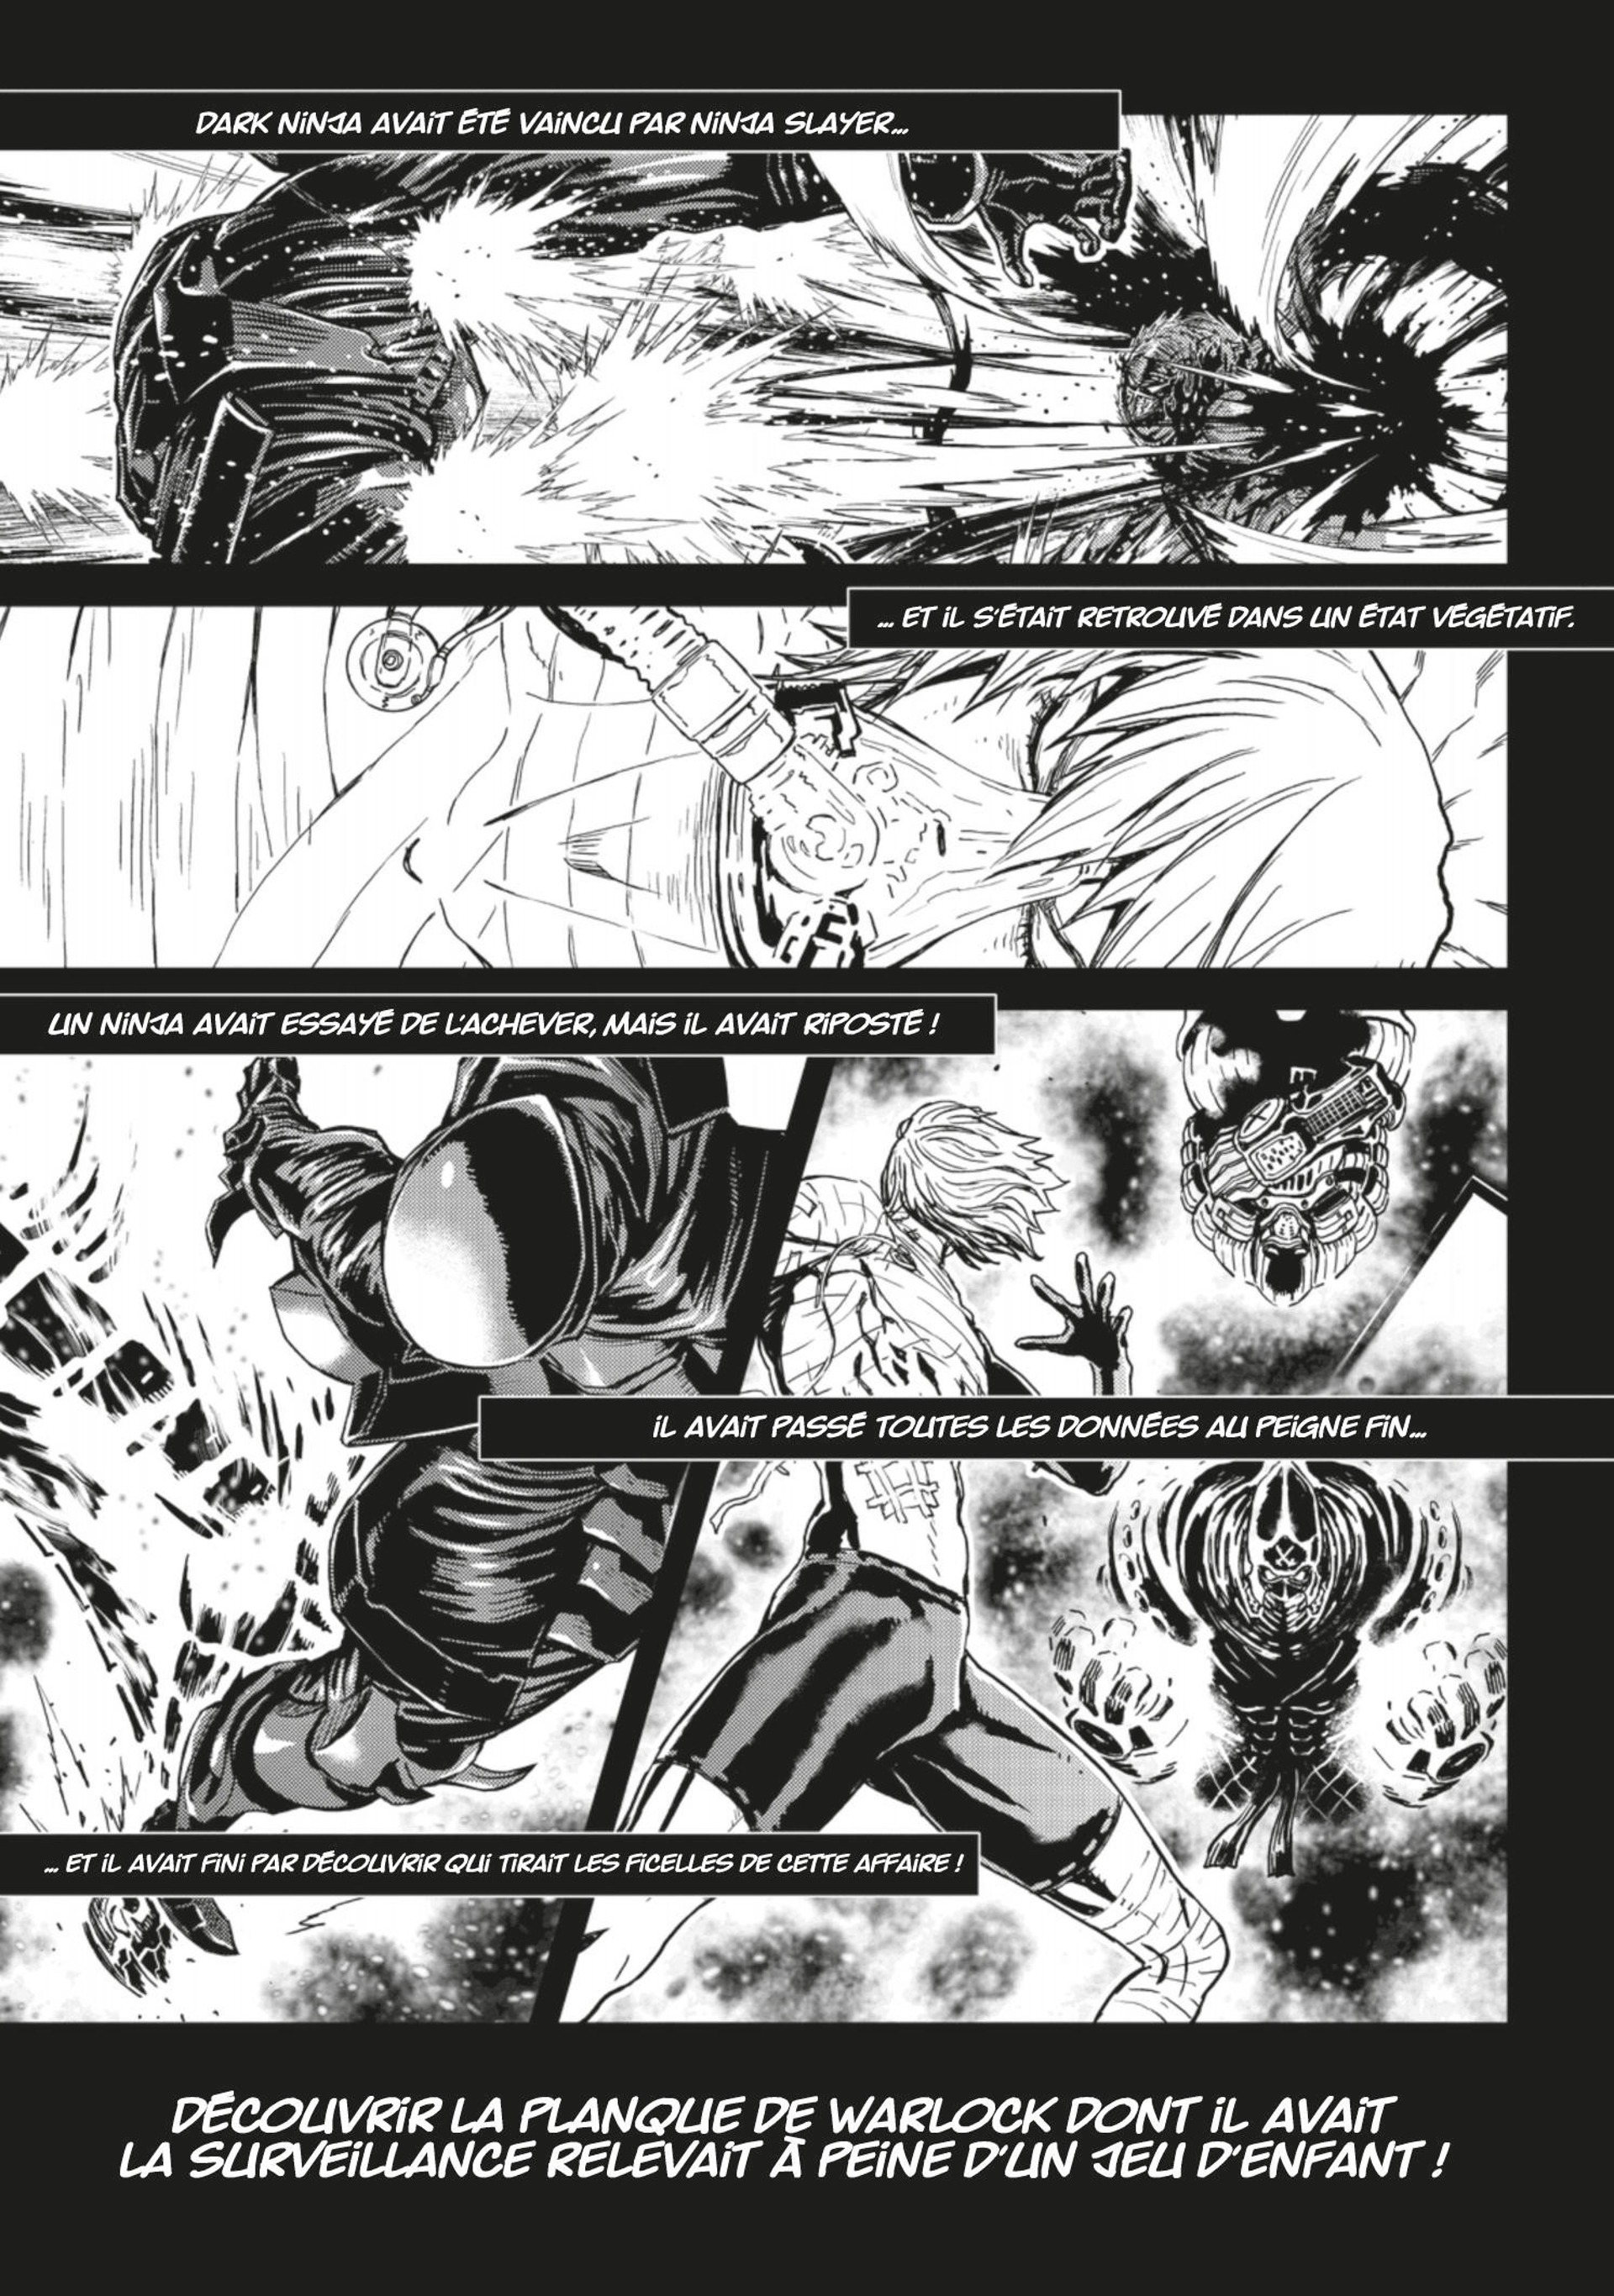 DARK NINJA AVAIT ÉTÉ VAINCU PAR NINJA SLAYER...
... ET IL S'ÉTAIT RETROUVÉ DANS UN ÉTAT VÉGÉTATIF.
UN NINJA AVAIT ESSAYÉ DE L'ACHEVER, MAIS IL AVAIT RIPOSTÉ !
IL AVAIT PASSÉ TOUTES LES DONNÉES AU PEIGNE FIN...
... ET IL AVAIT FINI PAR DÉCOUVRIR QUI TIRAIT LES FICELLES DE CETTE AFFAIRE !
DÉCOUVRIR LA PLANQUE DE WARLOCK DONT IL AVAIT
LA SURVEILLANCE RELEVAIT À PEINE D'UN JEU D'ENFANT !